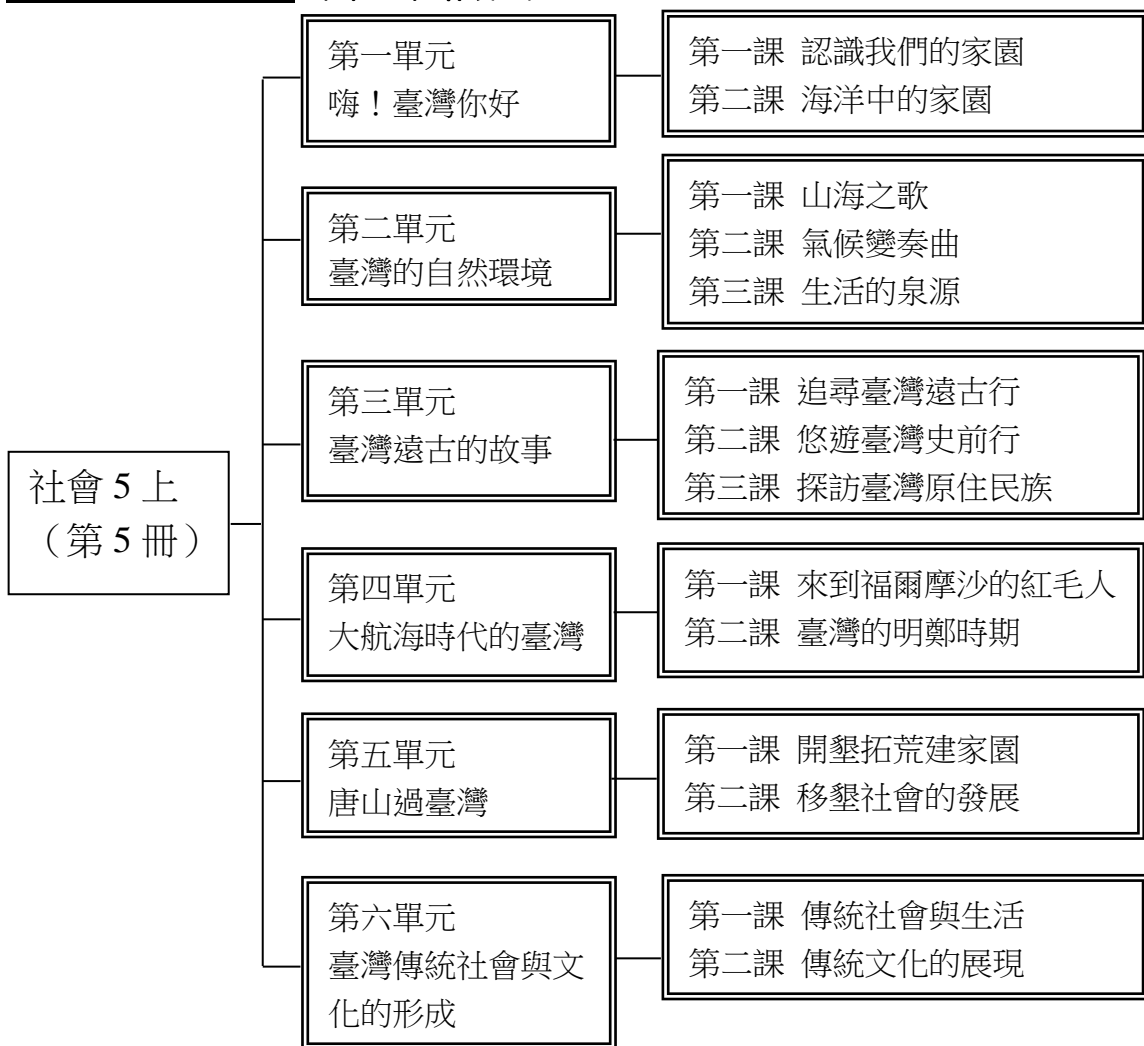 社會 5 上
（第 5 冊）
第一單元
嗨！臺灣你好
第一課 認識我們的家園
第二課 海洋中的家園
第二單元
臺灣的自然環境
第一課 山海之歌
第二課 氣候變奏曲
第三課 生活的泉源
第三單元
臺灣遠古的故事
第一課 追尋臺灣遠古行
第二課 悠遊臺灣史前行
第三課 探訪臺灣原住民族
第四單元
大航海時代的臺灣
第一課 來到福爾摩沙的紅毛人
第二課 臺灣的明鄭時期
第五單元
唐山過臺灣
第一課 開墾拓荒建家園
第二課 移墾社會的發展
第六單元
臺灣傳統社會與文
化的形成
第一課 傳統社會與生活
第二課 傳統文化的展現